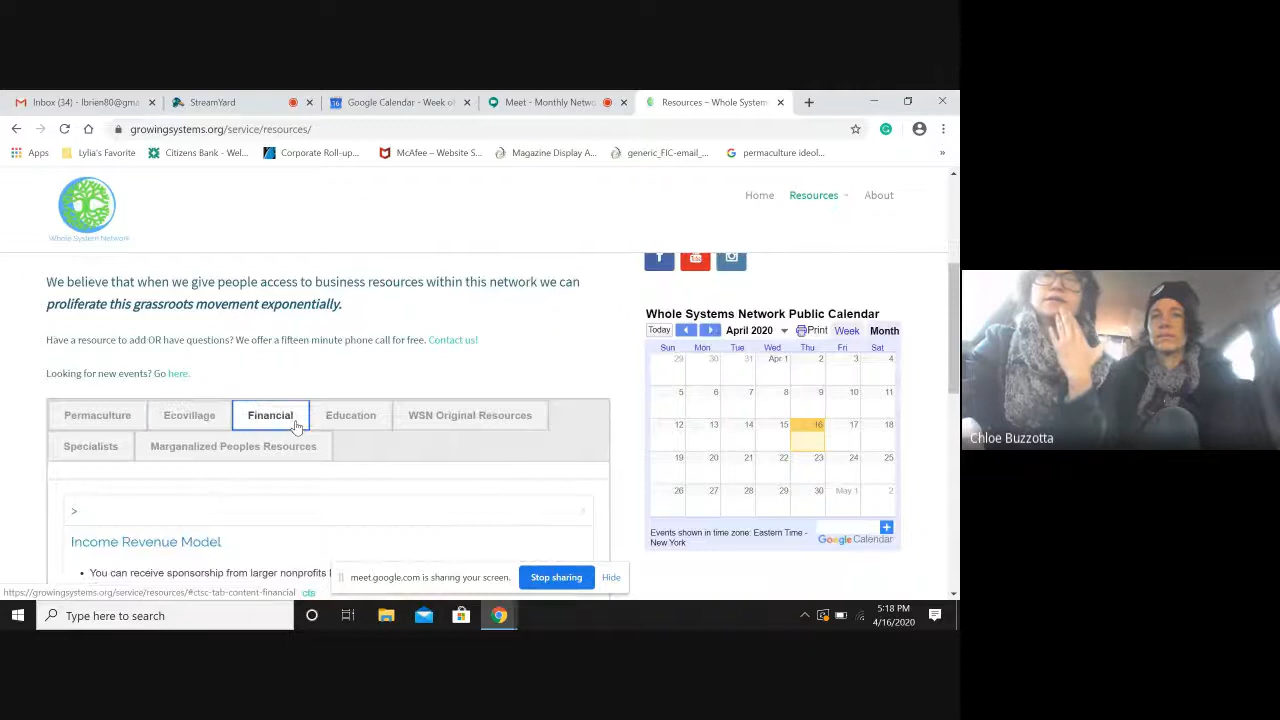 Inbox (34) - lbrien80@gma
StreamYard
Google Calendar - Week of
Meet - Monthly Netwo
Resources – Whole System
growingsystems.org/service/resources/
Apps
Lylia's Favorite
Citizens Bank - Wel...
Corporate Roll-up...
McAfee – Website S...
Magazine Display A...
generic_FIC-email_...
permaculture ideol...
»
Whole System Network
Home
Resources
About
We believe that when we give people access to business resources within this network we can
proliferate this grassroots movement exponentially.
Have a resource to add OR have questions? We offer a fifteen minute phone call for free. Contact us!
Looking for new events? Go here.
Permaculture
Ecovillage
Financial
Education
WSN Original Resources
Specialists
Marganalized Peoples Resources
>
Income Revenue Model
• You can receive sponsorship from larger nonprofits
Whole Systems Network Public Calendar
Today
April 2020
Print
Week
Month
Sun Mon Tue Wed Thu Fri Sat
29 30 31 Apr 1 2 3 4
5 6 7 8 9 10 11
12 13 14 15 16 17 18
19 20 21 22 23 24 25
26 27 28 29 30 May 1 2
Events shown in time zone: Eastern Time -
New York
Google Calendar
meet.google.com is sharing your screen.
Stop sharing
Hide
https://growingsystems.org/service/resources/#ctsc-tab-content-financial
cts
Type here to search
5:18 PM
4/16/2020
Chloe Buzzotta